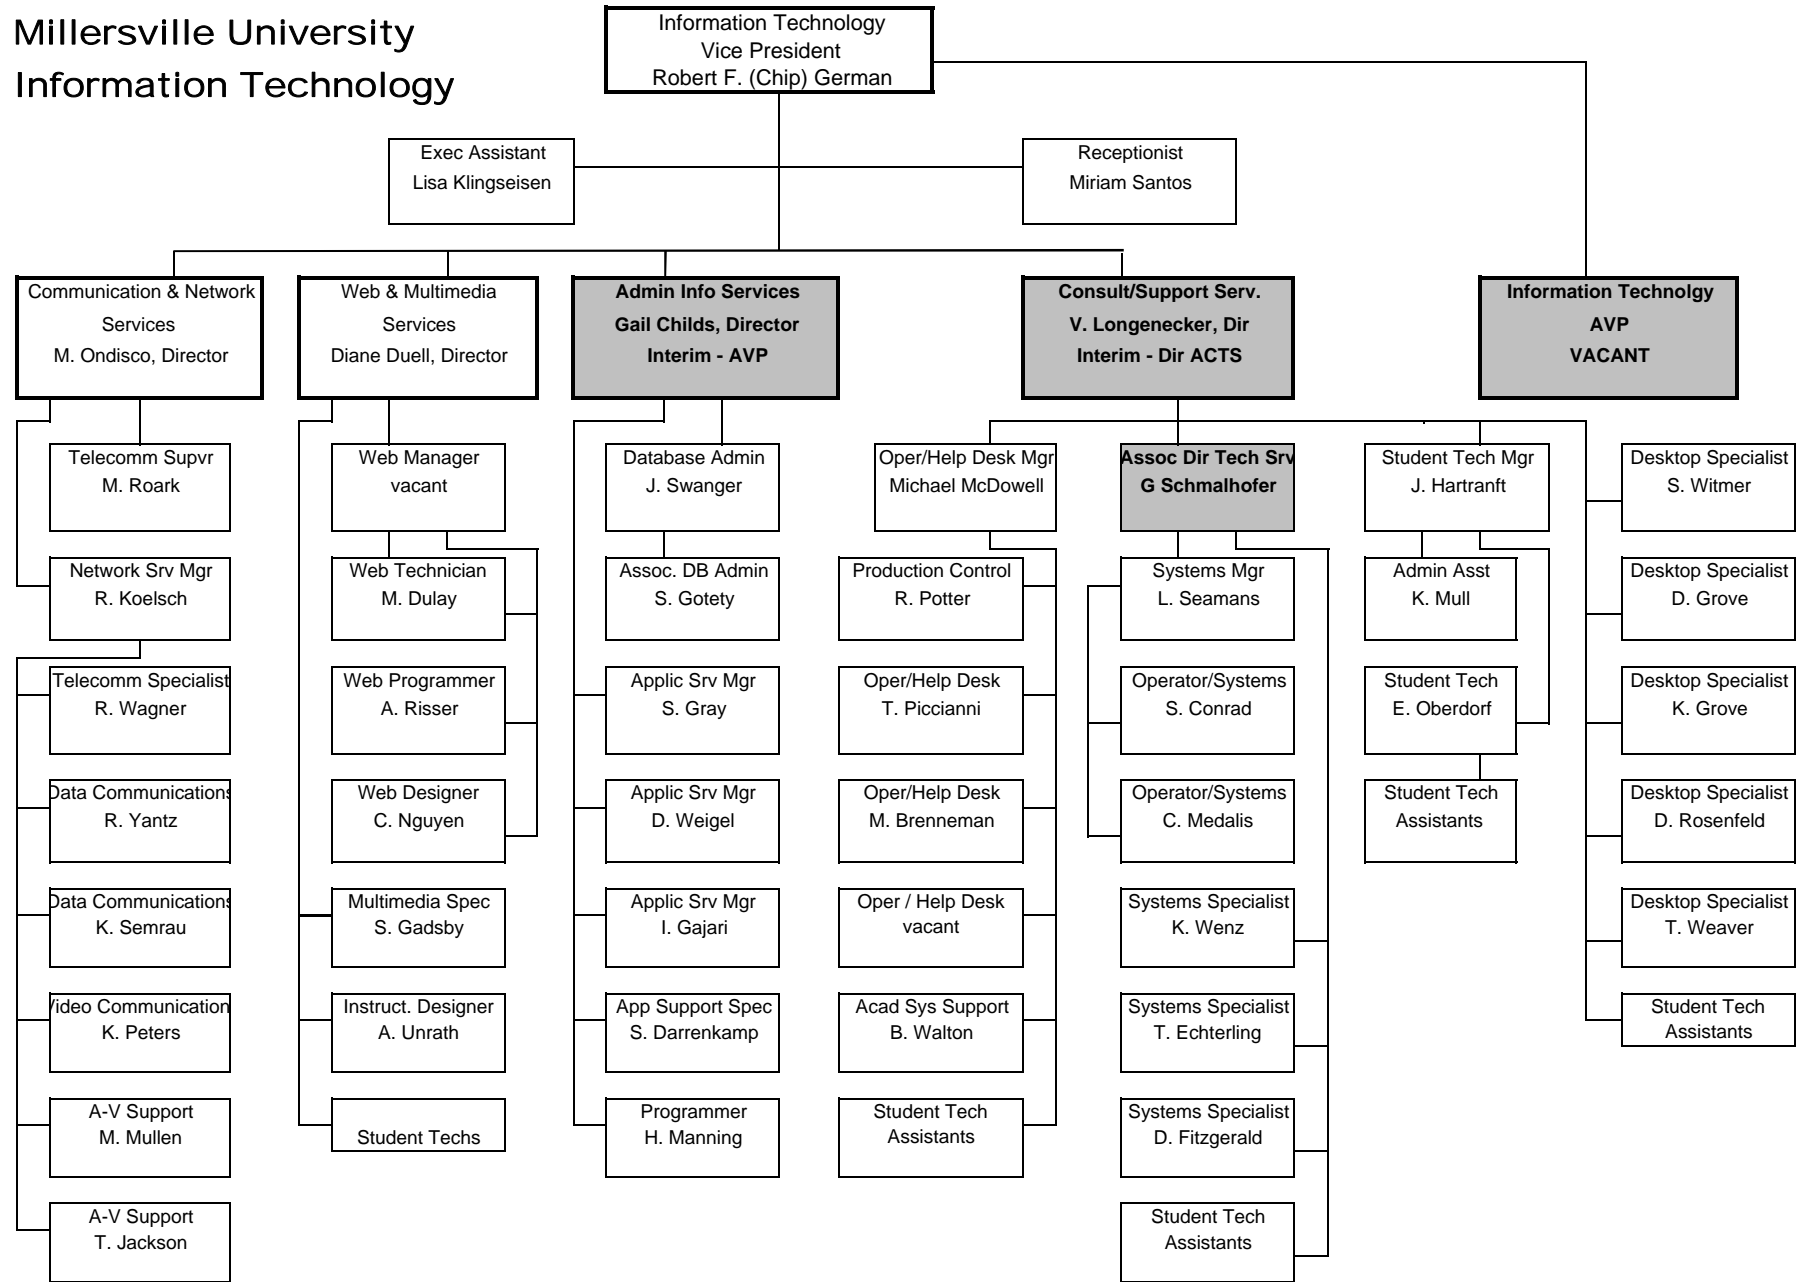 Millersville University
Information Technology
Information Technology
Vice President
Robert F. (Chip) German
Exec Assistant
Lisa Klingseisen
Receptionist
Miriam Santos
Communication & Network
Services
M. Ondisco, Director
Web & Multimedia
Services
Diane Duell, Director
Admin Info Services
Gail Childs, Director
Interim - AVP
Consult/Support Serv.
V. Longenecker, Dir
Interim - Dir ACTS
Information Technolgy
AVP
VACANT
Telecomm Supvr
M. Roark
Network Srv Mgr
R. Koelsch
Telecomm Specialist
R. Wagner
Data Communications
R. Yantz
Data Communications
K. Semrau
Video Communication
K. Peters
A-V Support
M. Mullen
A-V Support
T. Jackson
Web Manager
vacant
Web Technician
M. Dulay
Web Programmer
A. Risser
Web Designer
C. Nguyen
Multimedia Spec
S. Gadsby
Instruct. Designer
A. Unrath
Student Techs
Database Admin
J. Swanger
Assoc. DB Admin
S. Gotety
Applic Srv Mgr
S. Gray
Applic Srv Mgr
D. Weigel
Applic Srv Mgr
I. Gajari
App Support Spec
S. Darrenkamp
Programmer
H. Manning
Oper/Help Desk Mgr
Michael McDowell
Production Control
R. Potter
Oper/Help Desk
T. Piccianni
Oper/Help Desk
M. Brenneman
Oper / Help Desk
vacant
Acad Sys Support
B. Walton
Student Tech
Assistants
Assoc Dir Tech Srv
G Schmalhofer
Systems Mgr
L. Seamans
Operator/Systems
S. Conrad
Operator/Systems
C. Medalis
Systems Specialist
K. Wenz
Systems Specialist
T. Echterling
Systems Specialist
D. Fitzgerald
Student Tech
Assistants
Student Tech Mgr
J. Hartranft
Admin Asst
K. Mull
Student Tech
E. Oberdorf
Student Tech
Assistants
Desktop Specialist
S. Witmer
Desktop Specialist
D. Grove
Desktop Specialist
K. Grove
Desktop Specialist
D. Rosenfeld
Desktop Specialist
T. Weaver
Student Tech
Assistants